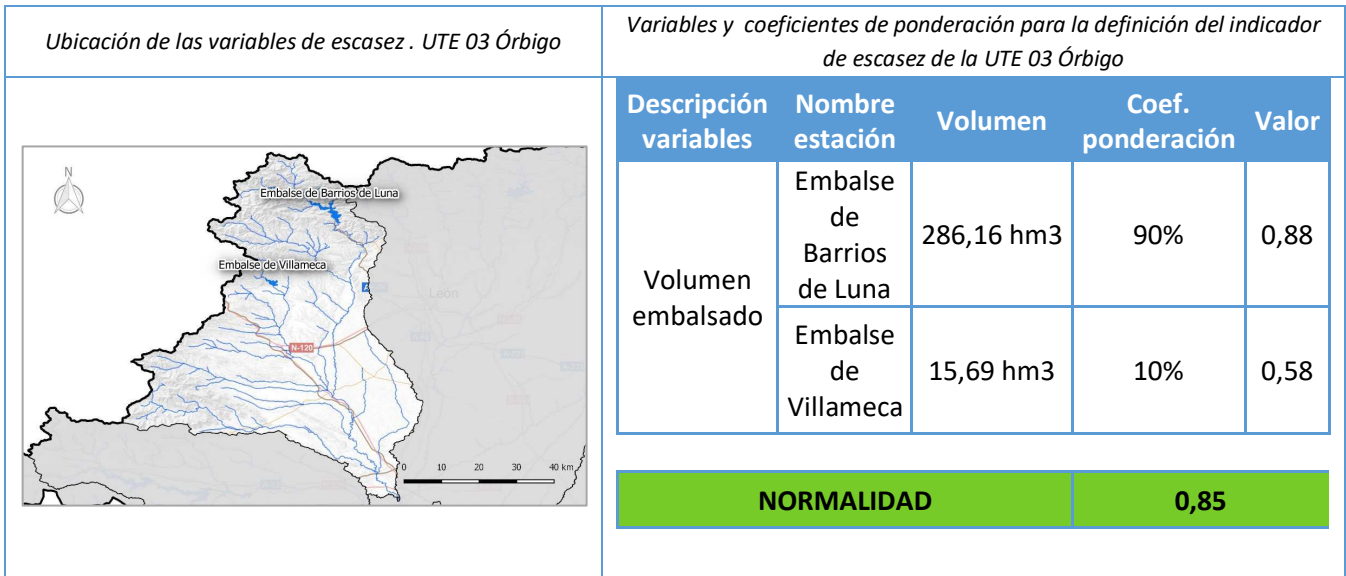 Ubicación de las variables de escasez . UTE 03 Órbigo
Variables y coeficientes de ponderación para la definición del indicador
de escasez de la UTE 03 Órbigo
N
Embalse de Barrios de Luna
Embalse de Villameca
León
N-120
0 10 20 30 40 km
Descripción
variables
Nombre
estación
Volumen
Coef.
ponderación
Valor
Volumen
embalsado
Embalse
de
Barrios
de Luna
286,16 hm3
90%
0,88
Embalse
de
Villameca
15,69 hm3
10%
0,58
NORMALIDAD
0,85